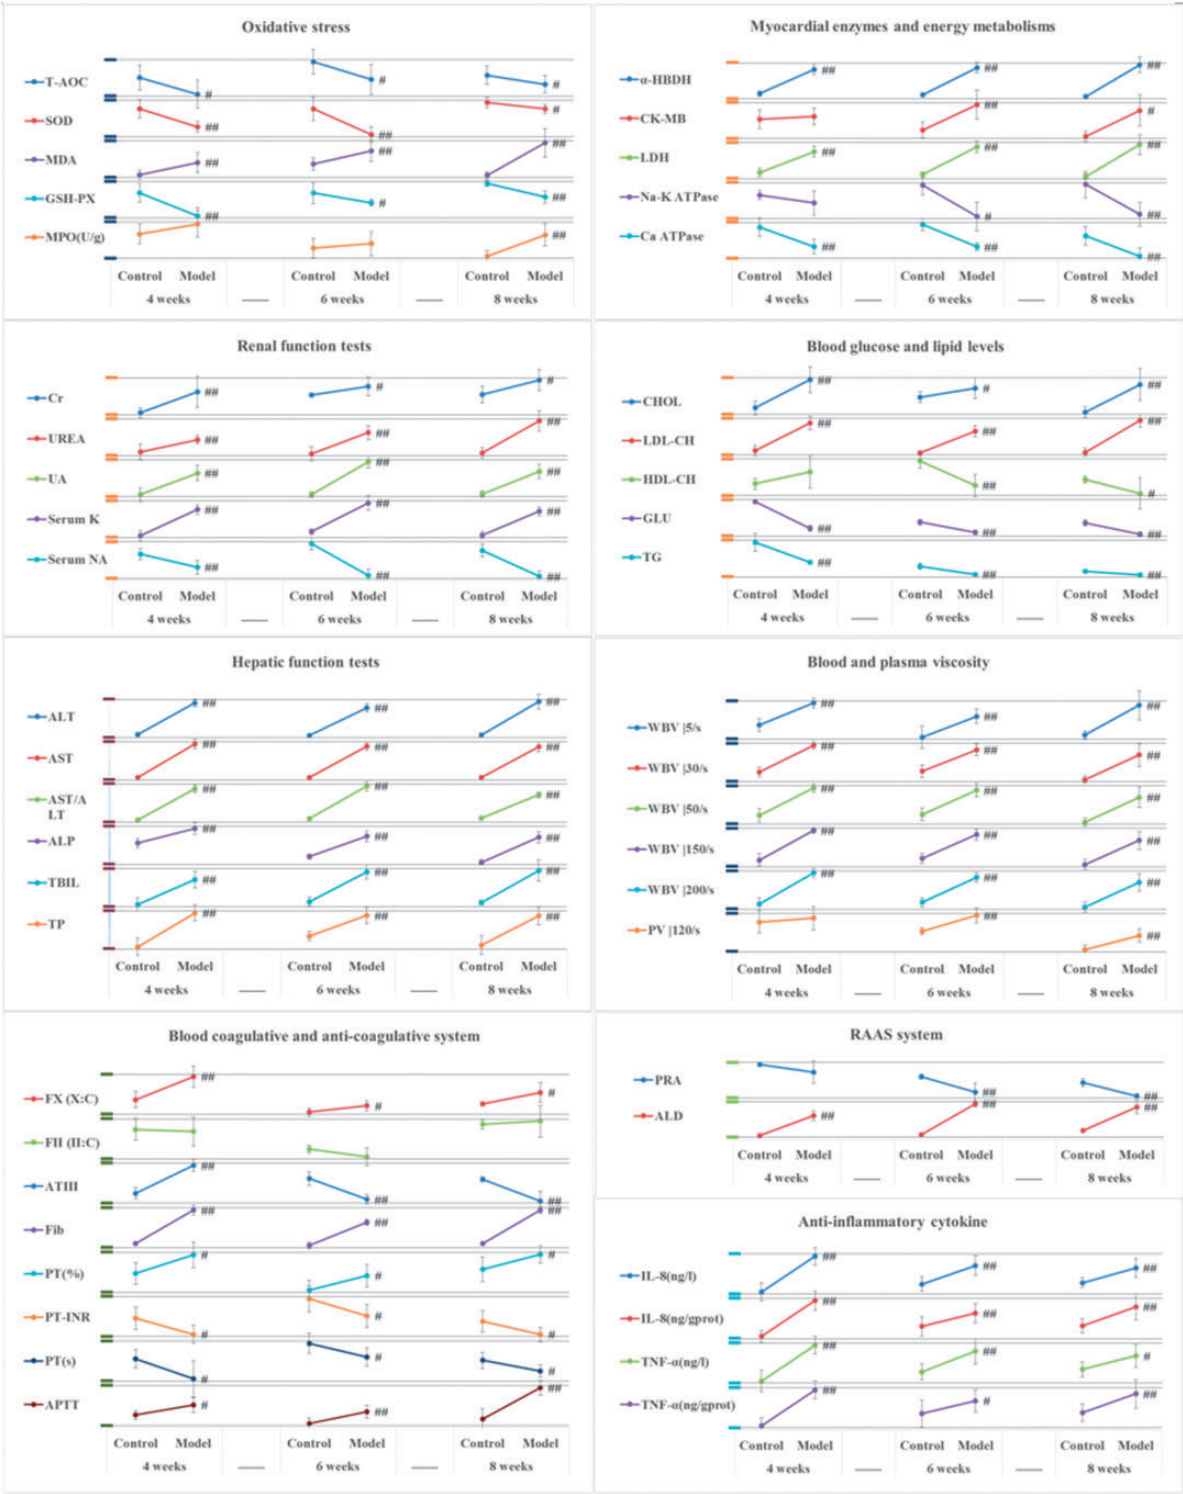 Oxidative stress
T-AOC
#
#
#
SOD
##
##
#
MDA
##
##
##
GSH-PX
##
#
##
MPO(U/g)
##
Control Model Control Model Control Model
4 weeks 6 weeks 8 weeks
Myocardial enzymes and energy metabolisms
α-HBDH
##
##
##
CK-MB
##
#
LDH
##
##
##
Na-K ATPase
#
##
Ca ATPase
##
##
##
Control Model Control Model Control Model
4 weeks 6 weeks 8 weeks
Renal function tests
Cr
##
#
#
UREA
##
##
##
UA
##
##
##
Serum K
##
##
##
Serum NA
##
##
##
Control Model Control Model Control Model
4 weeks 6 weeks 8 weeks
Blood glucose and lipid levels
CHOL
##
#
##
LDL-CH
##
##
##
HDL-CH
##
#
GLU
##
##
##
TG
##
##
##
Control Model Control Model Control Model
4 weeks 6 weeks 8 weeks
Hepatic function tests
ALT
##
##
##
AST
##
##
##
AST/A
LT
##
##
##
ALP
##
##
##
TBIL
##
##
##
TP
##
##
##
Control Model Control Model Control Model
4 weeks 6 weeks 8 weeks
Blood and plasma viscosity
WBV |5/s
##
##
##
WBV |30/s
##
##
##
WBV |50/s
##
##
##
WBV |150/s
##
##
##
WBV |200/s
##
##
##
PV |120/s
##
##
Control Model Control Model Control Model
4 weeks 6 weeks 8 weeks
Blood coagulative and anti-coagulative system
FX (X:C)
##
#
#
FII (II:C)
ATIII
##
##
##
Fib
##
##
##
PT(%)
#
#
#
PT-INR
#
#
#
PT(s)
#
#
#
APTT
#
##
##
Control Model Control Model Control Model
4 weeks 6 weeks 8 weeks
RAAS system
PRA
##
##
ALD
##
##
##
Control Model Control Model Control Model
4 weeks 6 weeks 8 weeks
Anti-inflammatory cytokine
IL-8(ng/l)
##
##
##
IL-8(ng/gprot)
##
##
##
TNF-α(ng/l)
##
##
#
TNF-α(ng/gprot)
##
#
##
Control Model Control Model Control Model
4 weeks 6 weeks 8 weeks